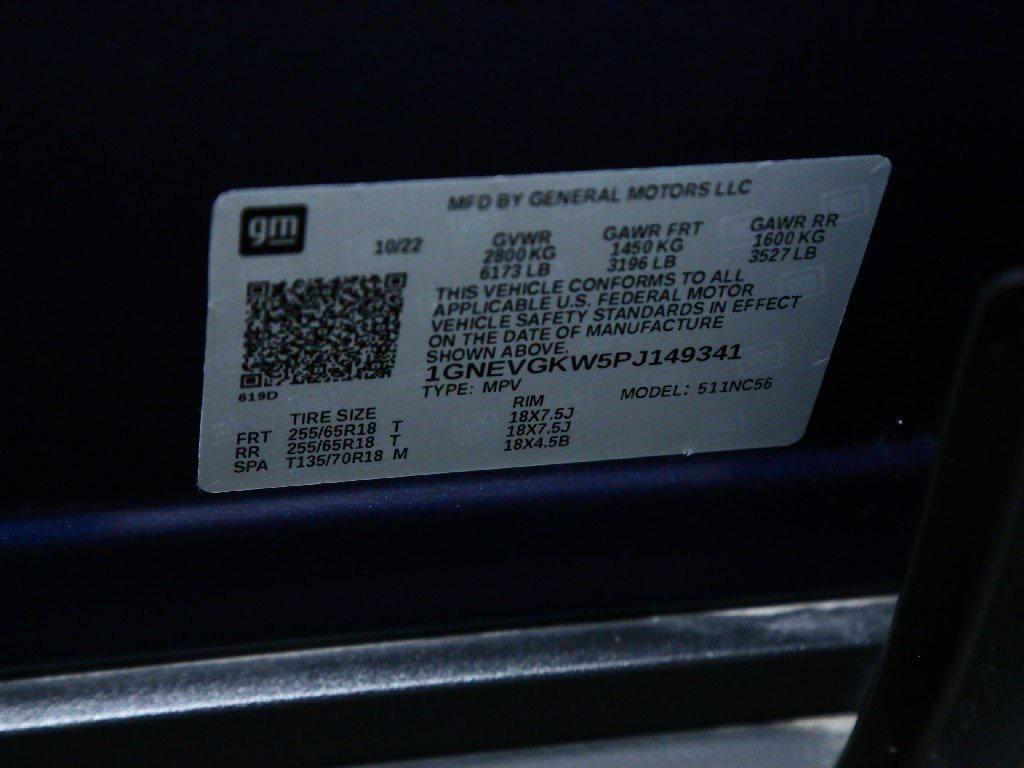 MFD BY GENERAL MOTORS LLC
gm
10/22 GVWR GAWR FRT GAWR RR
2800 KG 1450 KG 1600 KG
6173 LB 3196 LB 3527 LB
THIS VEHICLE CONFORMS TO ALL
APPLICABLE U.S. FEDERAL MOTOR
VEHICLE SAFETY STANDARDS IN EFFECT
ON THE DATE OF MANUFACTURE
SHOWN ABOVE.
1GNEVGKW5PJ149341
619D
TYPE: MPV MODEL: 511NC56
TIRE SIZE RIM
FRT 255/65R18 T 18X7.5J
RR 255/65R18 T 18X7.5J
SPA T135/70R18 M 18X4.5B